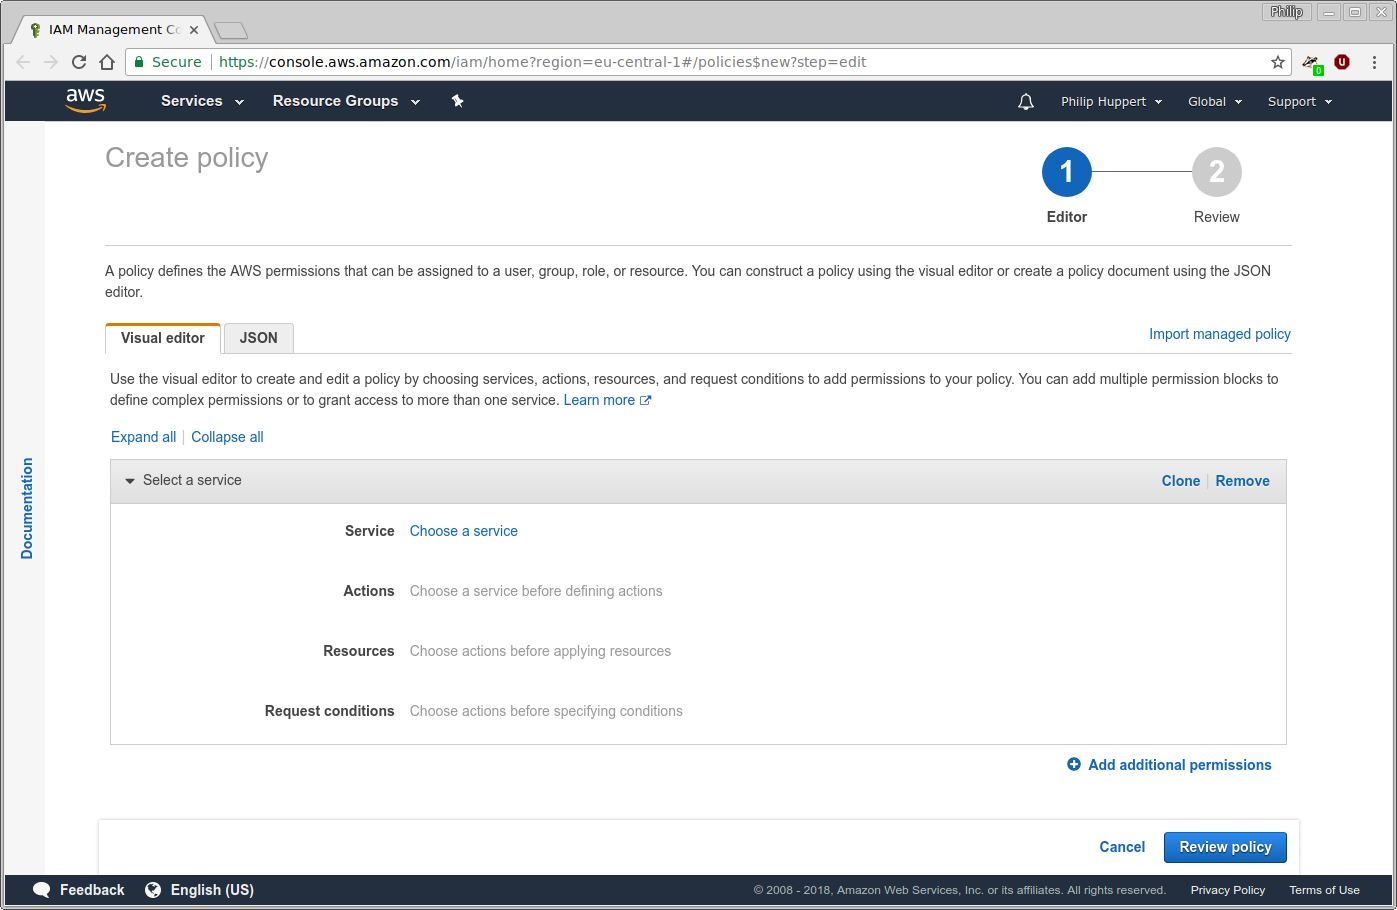 Philip
IAM Management Co
Secure https://console.aws.amazon.com/iam/home?region=eu-central-1#/policies$new?step=edit
0
aws Services Resource Groups Philip Huppert Global Support
Create policy
1 2
Editor Review
A policy defines the AWS permissions that can be assigned to a user, group, role, or resource. You can construct a policy using the visual editor or create a policy document using the JSON
editor.
Visual editor JSON Import managed policy
Use the visual editor to create and edit a policy by choosing services, actions, resources, and request conditions to add permissions to your policy. You can add multiple permission blocks to
define complex permissions or to grant access to more than one service. Learn more
Expand all Collapse all
Documentation
Select a service Clone Remove
Service Choose a service
Actions Choose a service before defining actions
Resources Choose actions before applying resources
Request conditions Choose actions before specifying conditions
Add additional permissions
Cancel Review policy
Feedback English (US) © 2008 - 2018, Amazon Web Services, Inc. or its affiliates. All rights reserved. Privacy Policy Terms of Use